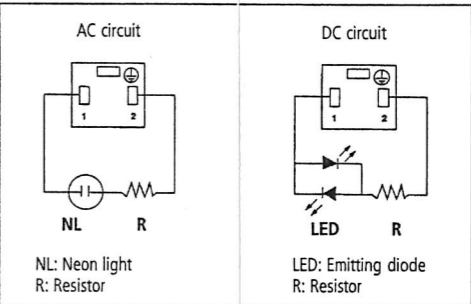 AC circuit
1 2
NL R
NL: Neon light
R: Resistor
DC circuit
1 2
LED R
LED: Emitting diode
R: Resistor